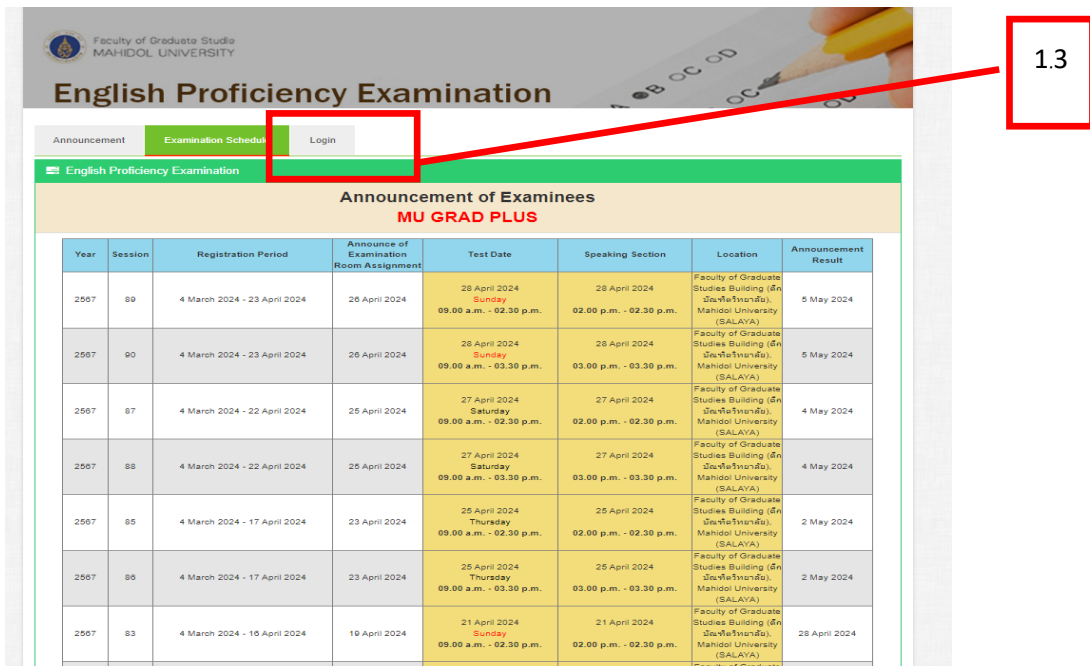 Faculty of Graduate Studie
MAHIDOL UNIVERSITY
English Proficiency Examination
A B OC OD
OC
OD
1.3
Announcement Examination Schedule Login
English Proficiency Examination
Announcement of Examinees
MU GRAD PLUS
Year Session Registration Period Announce of Examination Room Assignment Test Date Speaking Section Location Announcement Result
2567 89 4 March 2024 - 23 April 2024 26 April 2024 28 April 2024 Sunday 09.00 a.m. - 02.30 p.m. 28 April 2024 02.00 p.m. - 02.30 p.m. Faculty of Graduate Studies Building (ตึกบัณฑิตวิทยาลัย), Mahidol University (SALAYA) 5 May 2024
2567 90 4 March 2024 - 23 April 2024 26 April 2024 28 April 2024 Sunday 09.00 a.m. - 03.30 p.m. 28 April 2024 03.00 p.m. - 03.30 p.m. Faculty of Graduate Studies Building (ตึกบัณฑิตวิทยาลัย), Mahidol University (SALAYA) 5 May 2024
2567 87 4 March 2024 - 22 April 2024 25 April 2024 27 April 2024 Saturday 09.00 a.m. - 02.30 p.m. 27 April 2024 02.00 p.m. - 02.30 p.m. Faculty of Graduate Studies Building (ตึกบัณฑิตวิทยาลัย), Mahidol University (SALAYA) 4 May 2024
2567 88 4 March 2024 - 22 April 2024 25 April 2024 27 April 2024 Saturday 09.00 a.m. - 03.30 p.m. 27 April 2024 03.00 p.m. - 03.30 p.m. Faculty of Graduate Studies Building (ตึกบัณฑิตวิทยาลัย), Mahidol University (SALAYA) 4 May 2024
2567 85 4 March 2024 - 17 April 2024 23 April 2024 25 April 2024 Thursday 09.00 a.m. - 02.30 p.m. 25 April 2024 02.00 p.m. - 02.30 p.m. Faculty of Graduate Studies Building (ตึกบัณฑิตวิทยาลัย), Mahidol University (SALAYA) 2 May 2024
2567 86 4 March 2024 - 17 April 2024 23 April 2024 25 April 2024 Thursday 09.00 a.m. - 03.30 p.m. 25 April 2024 03.00 p.m. - 03.30 p.m. Faculty of Graduate Studies Building (ตึกบัณฑิตวิทยาลัย), Mahidol University (SALAYA) 2 May 2024
2567 83 4 March 2024 - 16 April 2024 19 April 2024 21 April 2024 Sunday 09.00 a.m. - 02.30 p.m. 21 April 2024 02.00 p.m. - 02.30 p.m. Faculty of Graduate Studies Building (ตึกบัณฑิตวิทยาลัย), Mahidol University (SALAYA) 28 April 2024